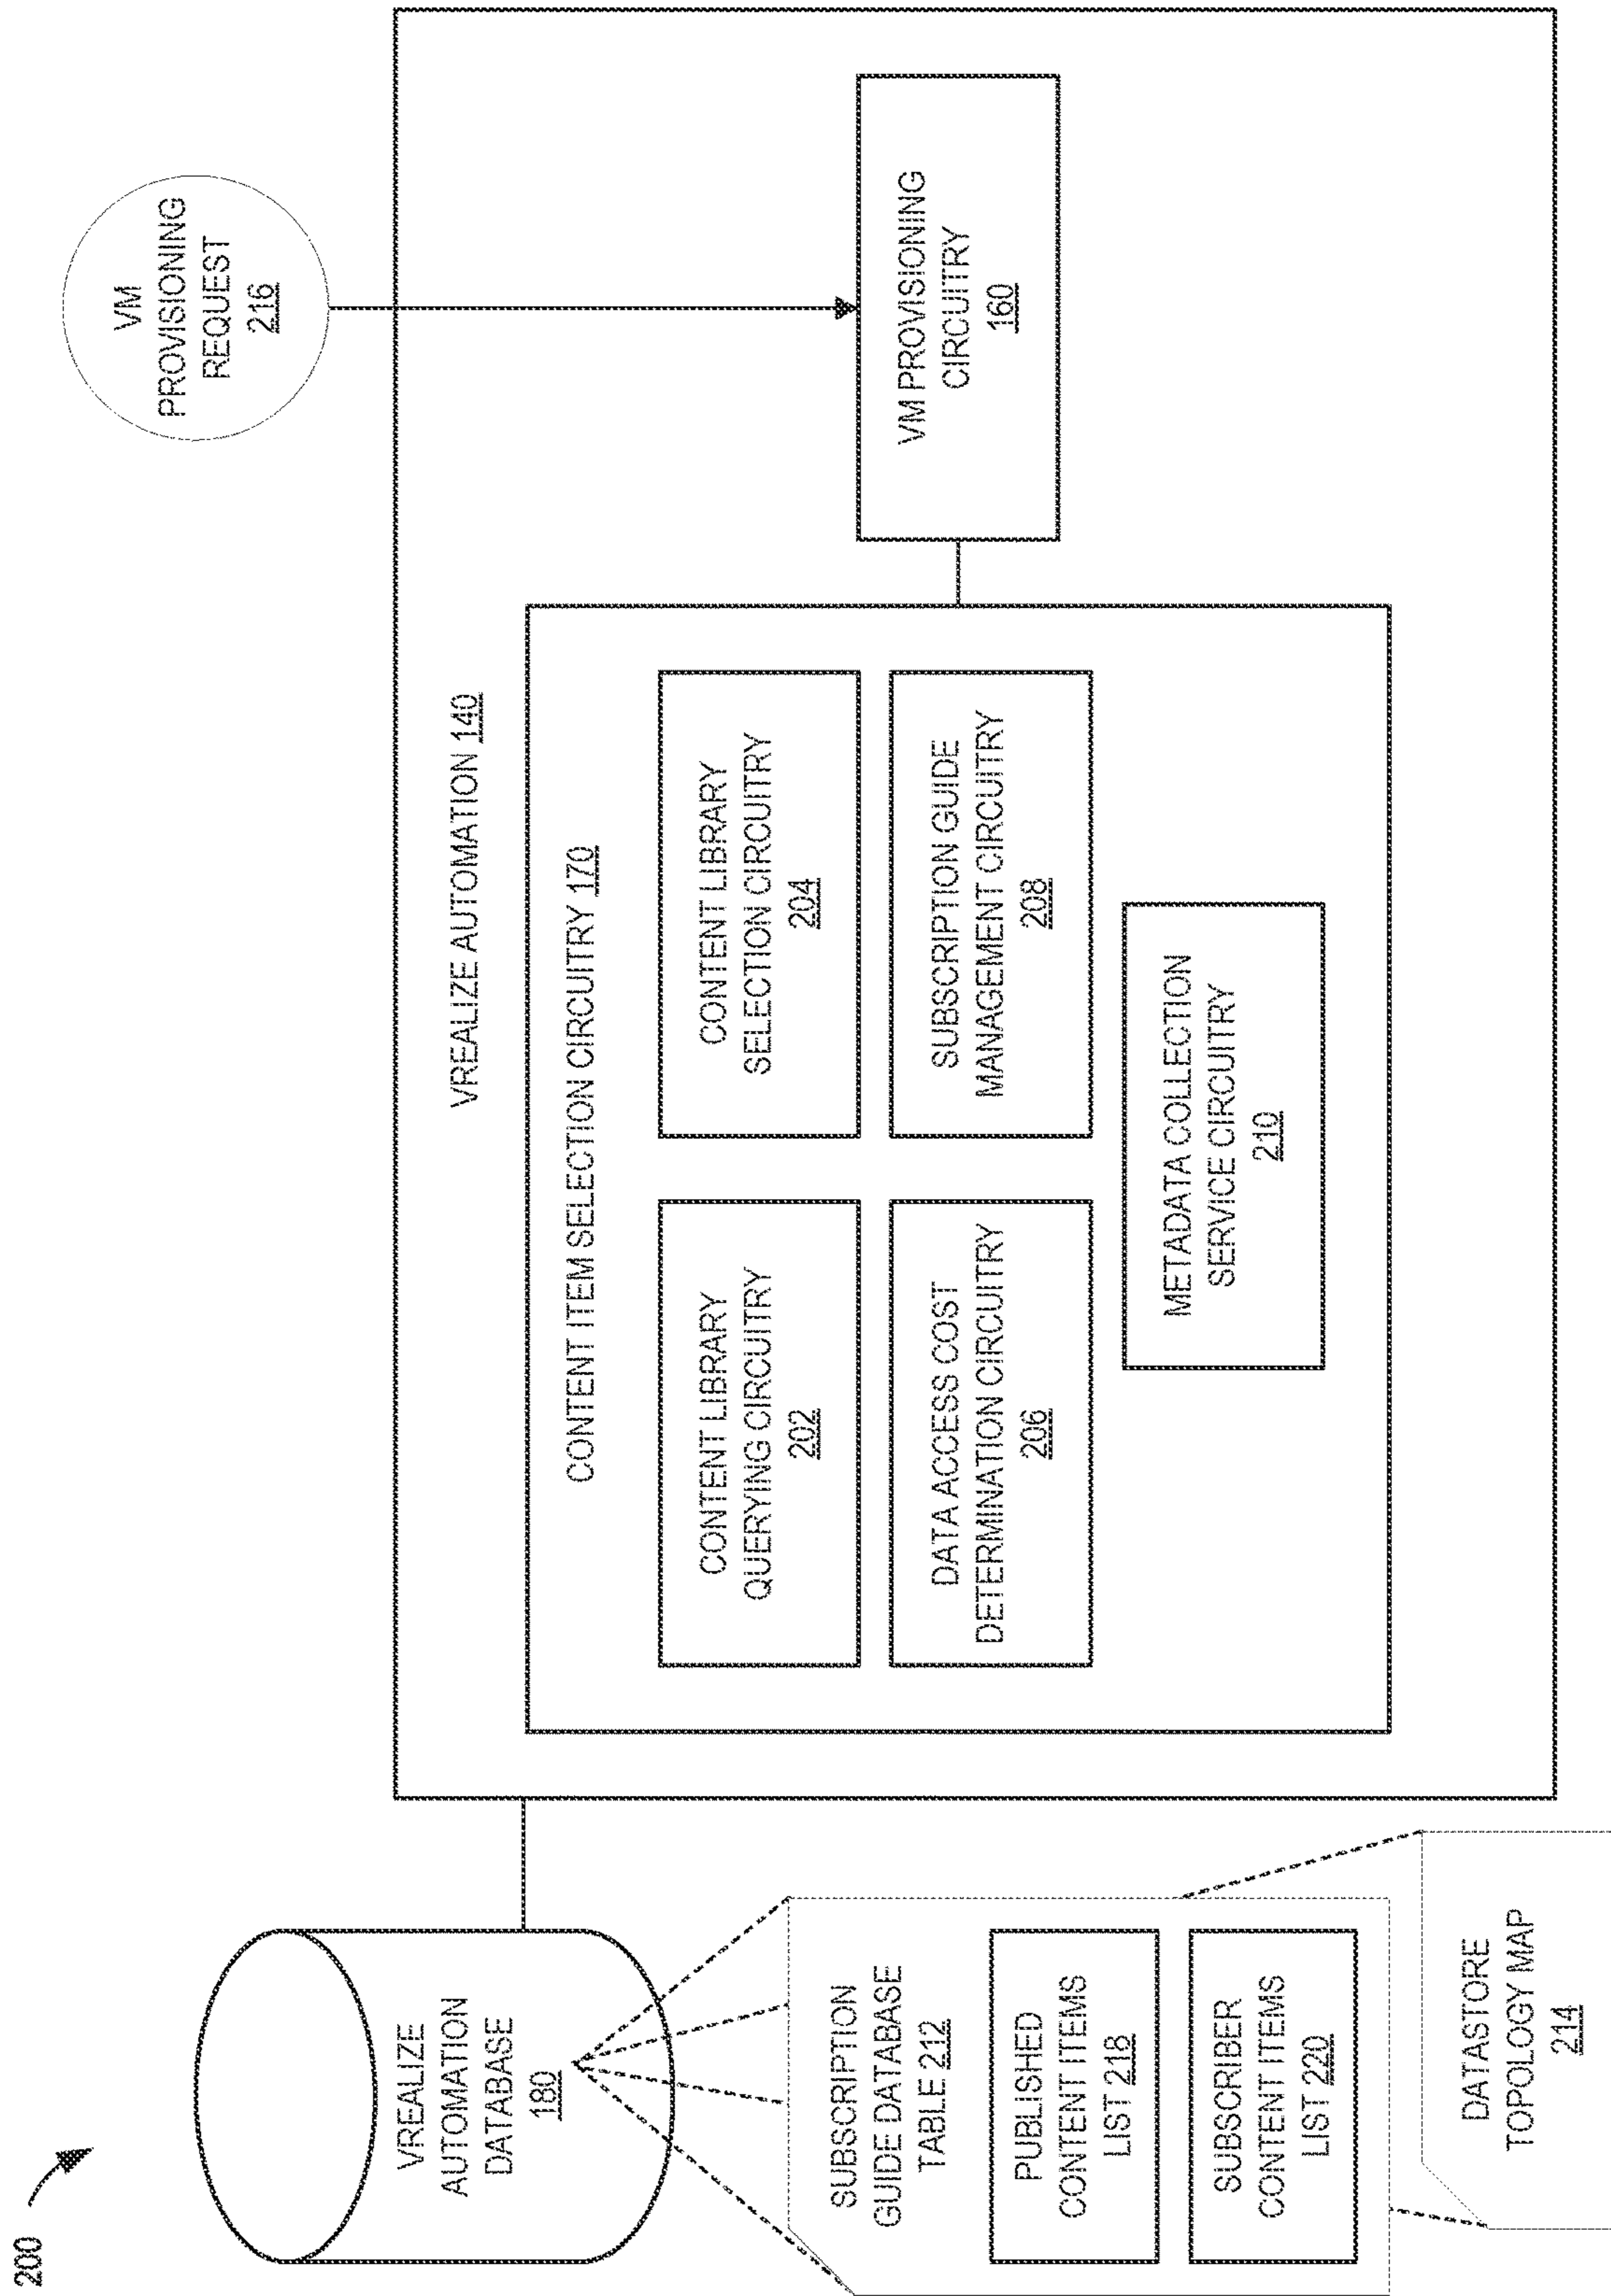 200
VREALIZE
AUTOMATION
DATABASE
180
SUBSCRIPTION
GUIDE DATABASE
TABLE 212
PUBLISHED
CONTENT ITEMS
LIST 218
SUBSCRIBER
CONTENT ITEMS
LIST 220
DATASTORE
TOPOLOGY MAP
214
VREALIZE AUTOMATION 140
CONTENT ITEM SELECTION CIRCUITRY 170
CONTENT LIBRARY
QUERYING CIRCUITRY
202
CONTENT LIBRARY
SELECTION CIRCUITRY
204
DATA ACCESS COST
DETERMINATION CIRCUITRY
206
SUBSCRIPTION GUIDE
MANAGEMENT CIRCUITRY
208
METADATA COLLECTION
SERVICE CIRCUITRY
210
VM PROVISIONING
CIRCUITRY
160
VM
PROVISIONING
REQUEST
216